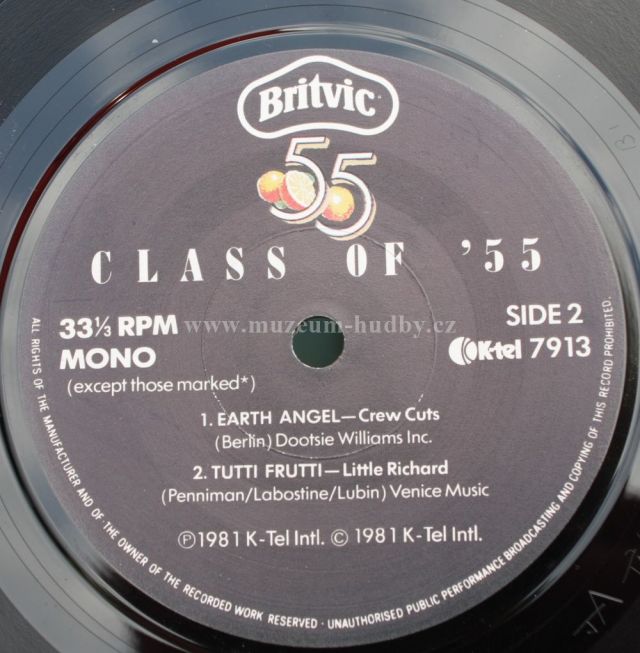 Britvic
55
CLASS OF '55
33⅓ RPM
MONO
(except those marked*)
SIDE 2
K-tel 7913
www.muzeum-hudby.cz
1. EARTH ANGEL—Crew Cuts
(Berlin) Dootsie Williams Inc.
2. TUTTI FRUTTI—Little Richard
(Penniman/Labostine/Lubin) Venice Music
Ⓟ1981 K-Tel Intl. © 1981 K-Tel Intl.
ALL RIGHTS OF THE MANUFACTURER AND OF THE OWNER OF THE RECORDED WORK RESERVED · UNAUTHORISED PUBLIC PERFORMANCE BROADCASTING AND COPYING OF THIS RECORD PROHIBITED.